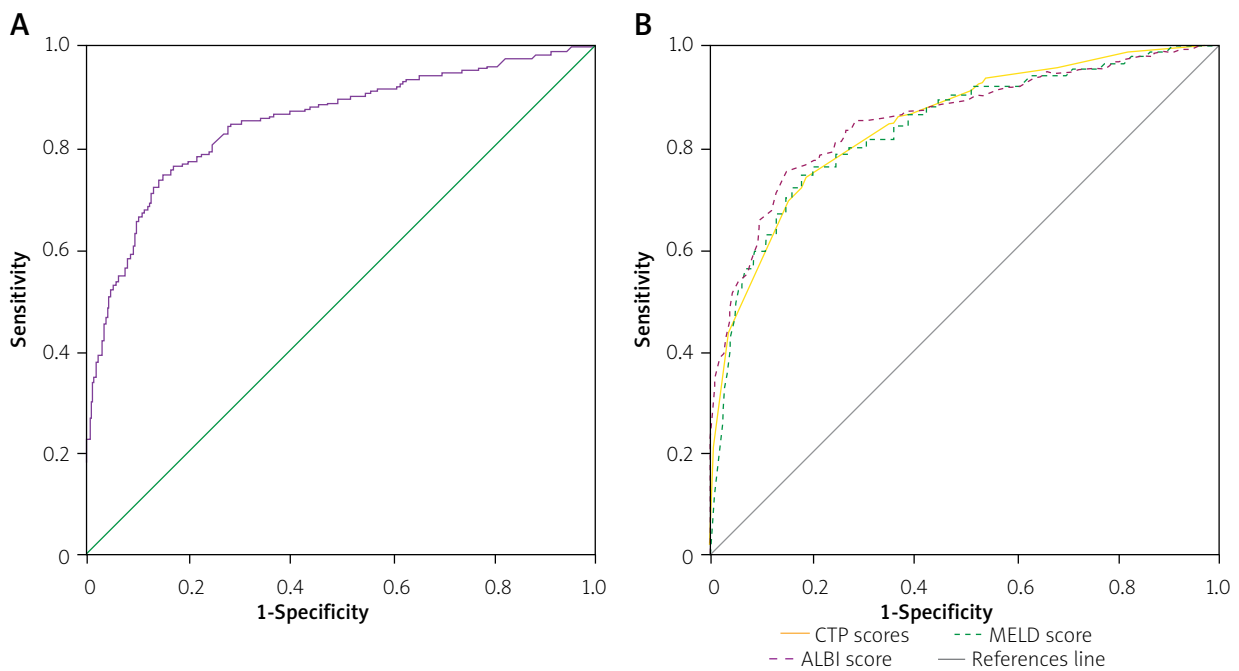 A
1.0
0.8
0.6
0.4
0.2
0
Sensitivity
0 0.2 0.4 0.6 0.8 1.0
1-Specificity
B
1.0
0.8
0.6
0.4
0.2
0
Sensitivity
0 0.2 0.4 0.6 0.8 1.0
1-Specificity
CTP scores MELD score
ALBI score References line